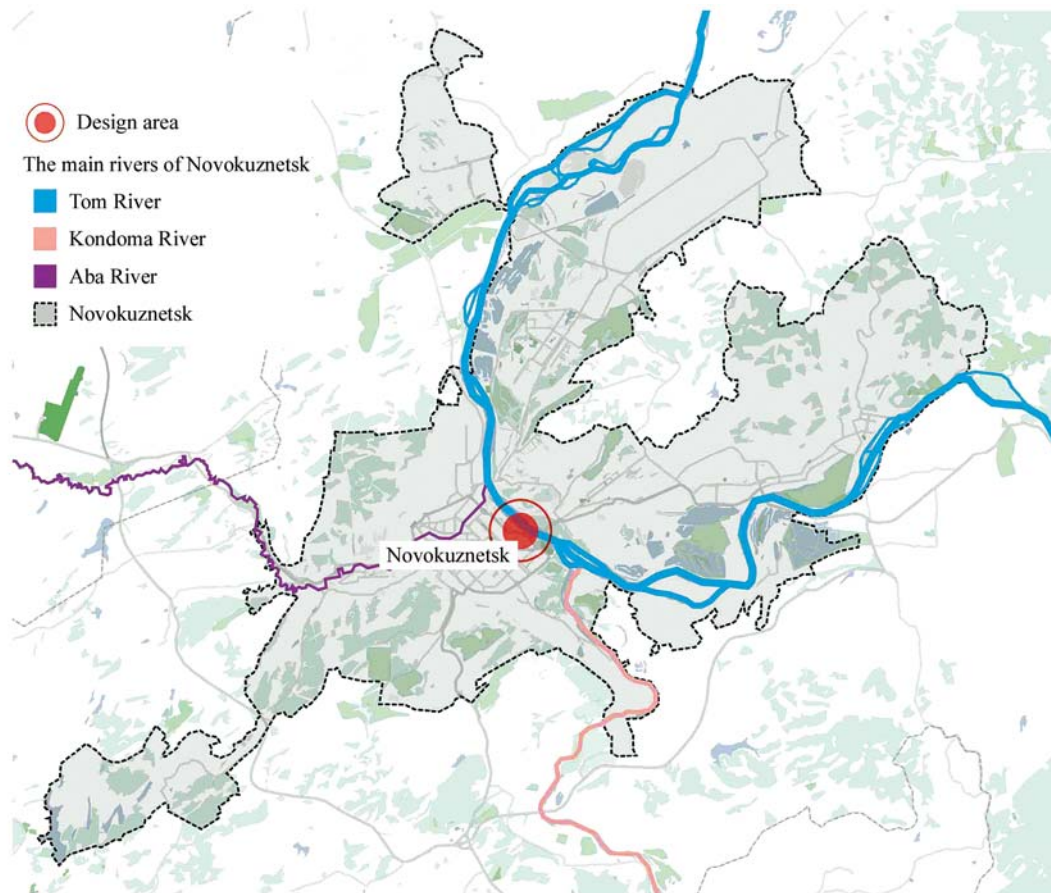 Design area
The main rivers of Novokuznetsk
Tom River
Kondoma River
Aba River
Novokuznetsk
Novokuznetsk